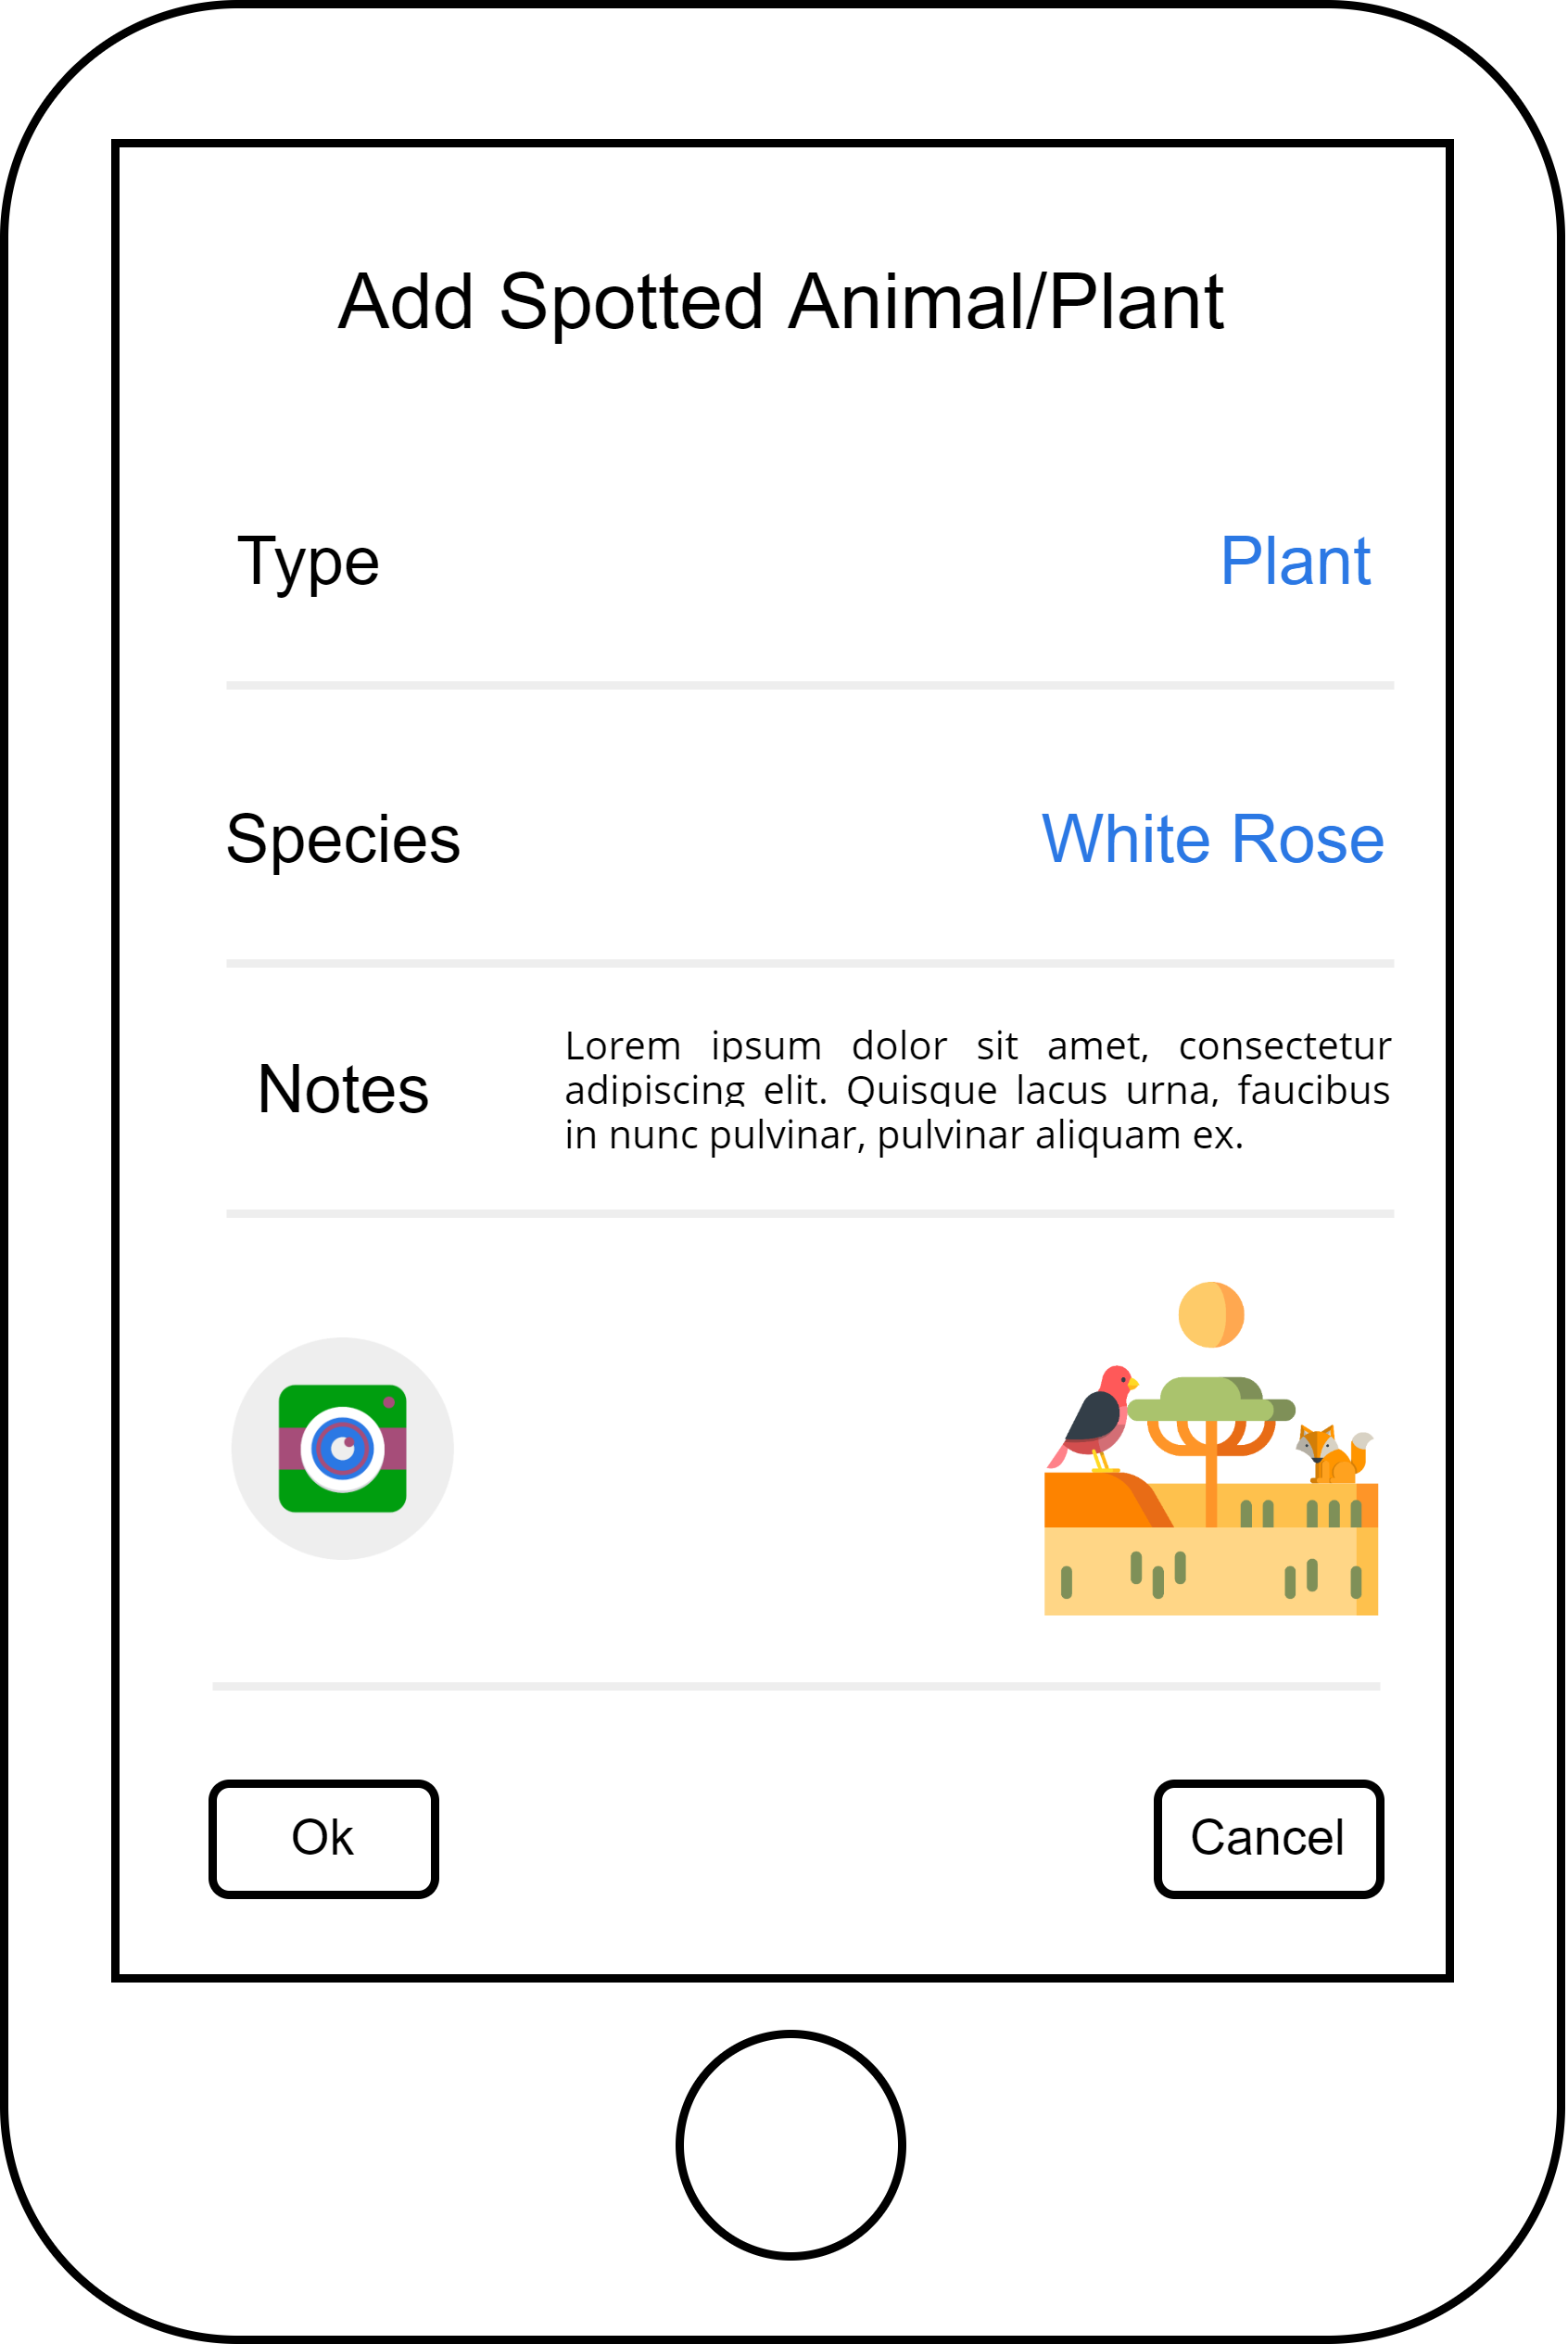 Add Spotted Animal/Plant
Type Plant
Species White Rose
Notes
Lorem ipsum dolor sit amet, consectetur
adipiscing elit. Quisque lacus urna, faucibus
in nunc pulvinar, pulvinar aliquam ex.
Ok Cancel